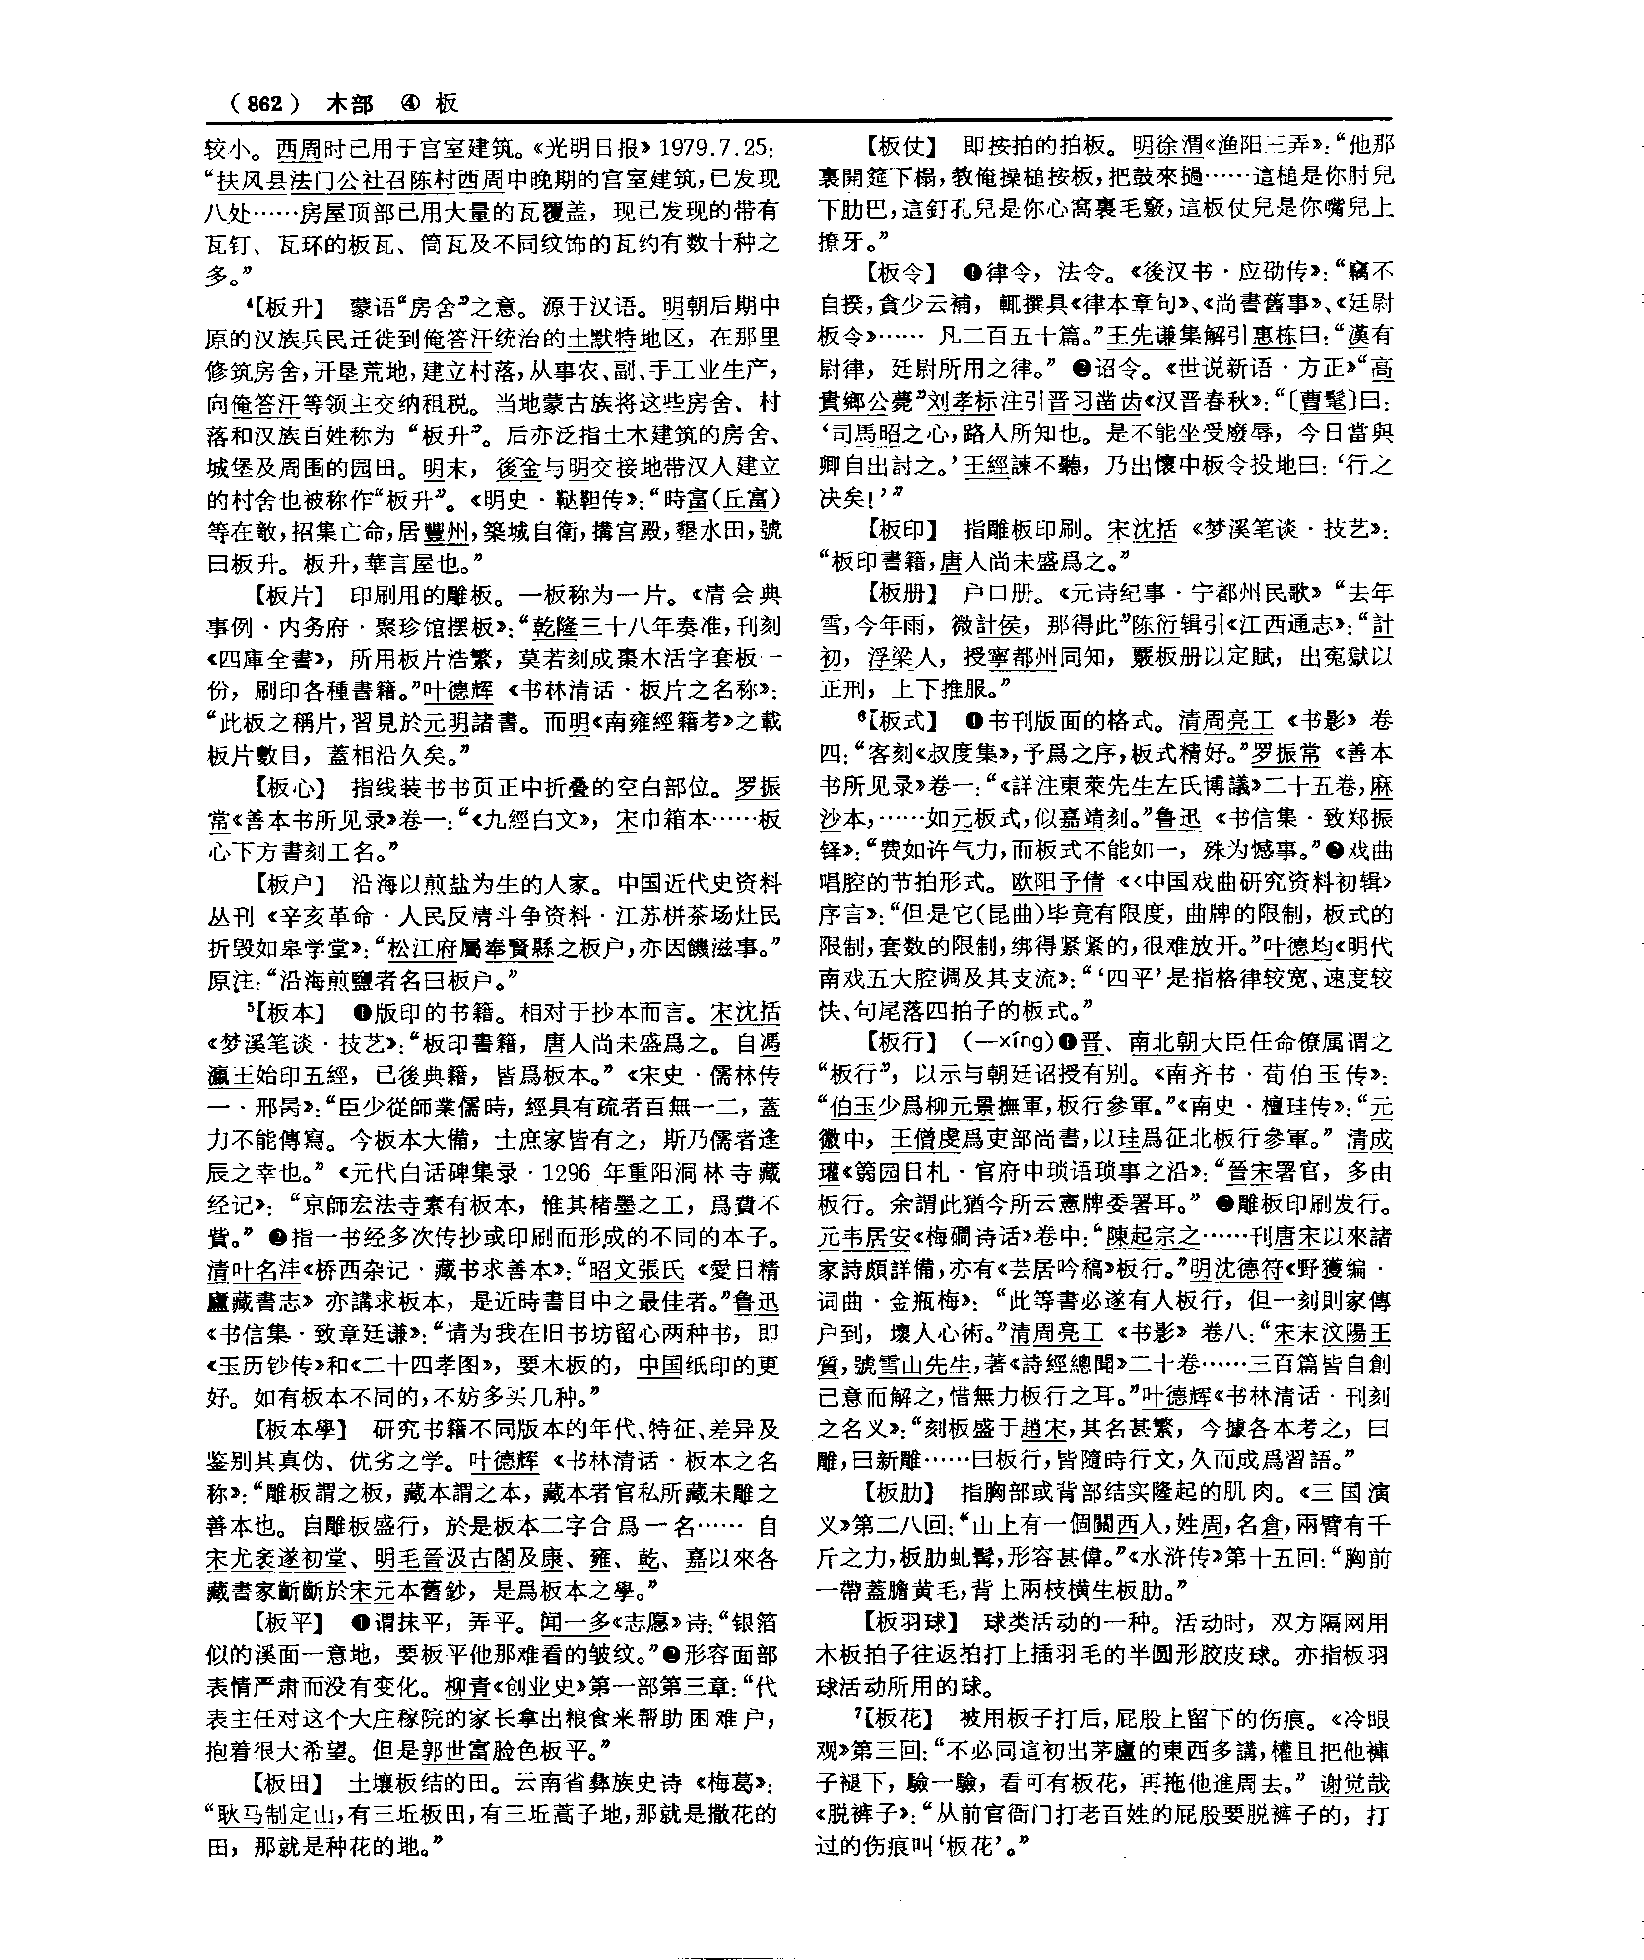 （862） 木部 ④ 板
较小。西周时已用于宫室建筑。《光明日报》1979.7.25：
“扶风县法门公社召陈村西周中晚期的宫室建筑，已发现
八处……房屋顶部已用大量的瓦覆盖，现已发现的带有
瓦钉、瓦环的板瓦、筒瓦及不同纹饰的瓦约有数十种之
多。”
⁴【板升】 蒙语“房舍”之意。源于汉语。明朝后期中
原的汉族兵民迁徙到俺答汗统治的土默特地区，在那里
修筑房舍，开垦荒地，建立村落，从事农、副、手工业生产，
向俺答汗等领主交纳租税。当地蒙古族将这些房舍、村
落和汉族百姓称为“板升”。后亦泛指土木建筑的房舍、
城堡及周围的园田。明末，後金与明交接地带汉人建立
的村舍也被称作“板升”。《明史·鞑靼传》：“時富（丘富）
等在敵，招集亡命，居豐州，築城自衛，搆宫殿，墾水田，號
曰板升。板升，華言屋也。”
【板片】 印刷用的雕板。一板称为一片。《清会典
事例·内务府·聚珍馆摆板》：“乾隆三十八年奏准，刊刻
《四庫全書》，所用板片浩繁，莫若刻成棗木活字套板一
份，刷印各種書籍。”叶德辉《书林清话·板片之名称》：
“此板之稱片，習見於元明諸書。而明《南雍經籍考》之載
板片數目，蓋相沿久矣。”
【板心】 指线装书书页正中折叠的空白部位。罗振
常《善本书所见录》卷一：“《九經白文》，宋巾箱本……板
心下方書刻工名。”
【板户】 沿海以煎盐为生的人家。中国近代史资料
丛刊《辛亥革命·人民反清斗争资料·江苏栟茶场灶民
折毁如皋学堂》：“松江府屬奉賢縣之板户，亦因饑滋事。”
原注：“沿海煎鹽者名曰板户。”
⁵【板本】 ❶版印的书籍。相对于抄本而言。宋沈括
《梦溪笔谈·技艺》：“板印書籍，唐人尚未盛爲之。自馮
瀛王始印五經，已後典籍，皆爲板本。”《宋史·儒林传
一·邢昺》：“臣少從師業儒時，經具有疏者百無一二，蓋
力不能傳寫。今板本大備，士庶家皆有之，斯乃儒者逢
辰之幸也。”《元代白话碑集录·1296 年重阳洞林寺藏
经记》：“京師宏法寺素有板本，惟其楮墨之工，爲費不
貲。”❷指一书经多次传抄或印刷而形成的不同的本子。
清叶名沣《桥西杂记·藏书求善本》：“昭文張氏《愛日精
廬藏書志》亦講求板本，是近時書目中之最佳者。”鲁迅
《书信集·致章廷谦》：“请为我在旧书坊留心两种书，即
《玉历钞传》和《二十四孝图》，要木板的，中国纸印的更
好。如有板本不同的，不妨多买几种。”
【板本學】 研究书籍不同版本的年代、特征、差异及
鉴别其真伪、优劣之学。叶德辉《书林清话·板本之名
称》：“雕板謂之板，藏本謂之本，藏本者官私所藏未雕之
善本也。自雕板盛行，於是板本二字合爲一名…… 自
宋尤袤遂初堂、明毛晋汲古閣及康、雍、乾、嘉以來各
藏書家齗齗於宋元本舊鈔，是爲板本之學。”
【板平】 ❶谓抹平；弄平。闻一多《志愿》诗：“银箔
似的溪面一意地，要板平他那难看的皱纹。”❷形容面部
表情严肃而没有变化。柳青《创业史》第一部第三章：“代
表主任对这个大庄稼院的家长拿出粮食米帮助困难户，
抱着很大希望。但是郭世富脸色板平。”
【板田】 土壤板结的田。云南省彝族史诗《梅葛》：
“耿马制定山，有三坵板田，有三坵蒿子地，那就是撒花的
田；那就是种花的地。”
【板仗】 即按拍的拍板。明徐渭《渔阳三弄》：“他那
裏開筵下榻，教俺操槌按板，把鼓來撾……這槌是你肘兒
下肋巴，這釘孔兒是你心窩裏毛竅，這板仗兒是你嘴兒上
撩牙。”
【板令】 ❶律令，法令。《後汉书·应劭传》：“竊不
自揆，貪少云補，輒撰具《律本章句》、《尚書舊事》、《廷尉
板令》…… 凡二百五十篇。”王先谦集解引惠栋曰：“漢有
尉律，廷尉所用之律。”❷诏令。《世说新语·方正》“高
貴鄉公薨”刘孝标注引晋习凿齿《汉晋春秋》：“〔曹髦〕曰：
‘司馬昭之心，路人所知也。是不能坐受廢辱，今日當與
卿自出討之。’王經諫不聽，乃出懷中板令投地曰：‘行之
决矣！’”
【板印】 指雕板印刷。宋沈括《梦溪笔谈·技艺》：
“板印書籍，唐人尚未盛爲之。”
【板册】 户口册。《元诗纪事·宁都州民歌》“去年
雪，今年雨，微計侯，那得此”陈衍辑引《江西通志》：“計
初，浮梁人，授寧都州同知，覈板册以定賦，出冤獄以
正刑，上下推服。”
⁶【板式】 ❶书刊版面的格式。清周亮工《书影》卷
四：“客刻《叔度集》，予爲之序，板式精好。”罗振常《善本
书所见录》卷一：“《詳注東萊先生左氏博議》二十五卷，麻
沙本，……如元板式，似嘉靖刻。”鲁迅《书信集·致郑振
铎》：“费如许气力，而板式不能如一，殊为憾事。”❷戏曲
唱腔的节拍形式。欧阳予倩《〈中国戏曲研究资料初辑〉
序言》：“但是它（昆曲）毕竟有限度，曲牌的限制，板式的
限制，套数的限制，绑得紧紧的，很难放开。”叶德均《明代
南戏五大腔调及其支流》：“‘四平’是指格律较宽、速度较
快、句尾落四拍子的板式。”
【板行】 （—xíng）❶晋、南北朝大臣任命僚属谓之
“板行”，以示与朝廷诏授有别。《南齐书·荀伯玉传》：
“伯玉少爲柳元景撫軍，板行參軍。”《南史·檀珪传》：“元
徽中，王僧虔爲吏部尚書，以珪爲征北板行參軍。”清成
瓘《篛园日札·官府中琐语琐事之沿》：“晉宋署官，多由
板行。余謂此猶今所云憲牌委署耳。”❷雕板印刷发行。
元韦居安《梅磵诗话》卷中：“陳起宗之……刊唐宋以來諸
家詩頗詳備，亦有《芸居吟稿》板行。”明沈德符《野獲编·
词曲·金瓶梅》：“此等書必遂有人板行，但一刻則家傳
户到，壞人心術。”清周亮工《书影》卷八：“宋末汶陽王
質，號雪山先生，著《詩經總聞》二十卷……三百篇皆自創
己意而解之，惜無力板行之耳。”叶德辉《书林清话·刊刻
之名义》：“刻板盛于趙宋，其名甚繁，今據各本考之，曰
雕，曰新雕……曰板行，皆隨時行文，久而成爲習語。”
【板肋】 指胸部或背部结实隆起的肌肉。《三国演
义》第二八回：“山上有一個關西人，姓周，名倉，兩臂有千
斤之力，板肋虬髯，形容甚偉。”《水浒传》第十五回：“胸前
一帶蓋膽黄毛，背上兩枝横生板肋。”
【板羽球】 球类活动的一种。活动时，双方隔网用
木板拍子往返拍打上插羽毛的半圆形胶皮球。亦指板羽
球活动所用的球。
⁷【板花】 被用板子打后，屁股上留下的伤痕。《冷眼
观》第三回：“不必同這初出茅廬的東西多講，權且把他褲
子褪下，驗一驗，看可有板花，再拖他進周去。”谢觉哉
《脱裤子》：“从前官衙门打老百姓的屁股要脱裤子的，打
过的伤痕叫‘板花’。”